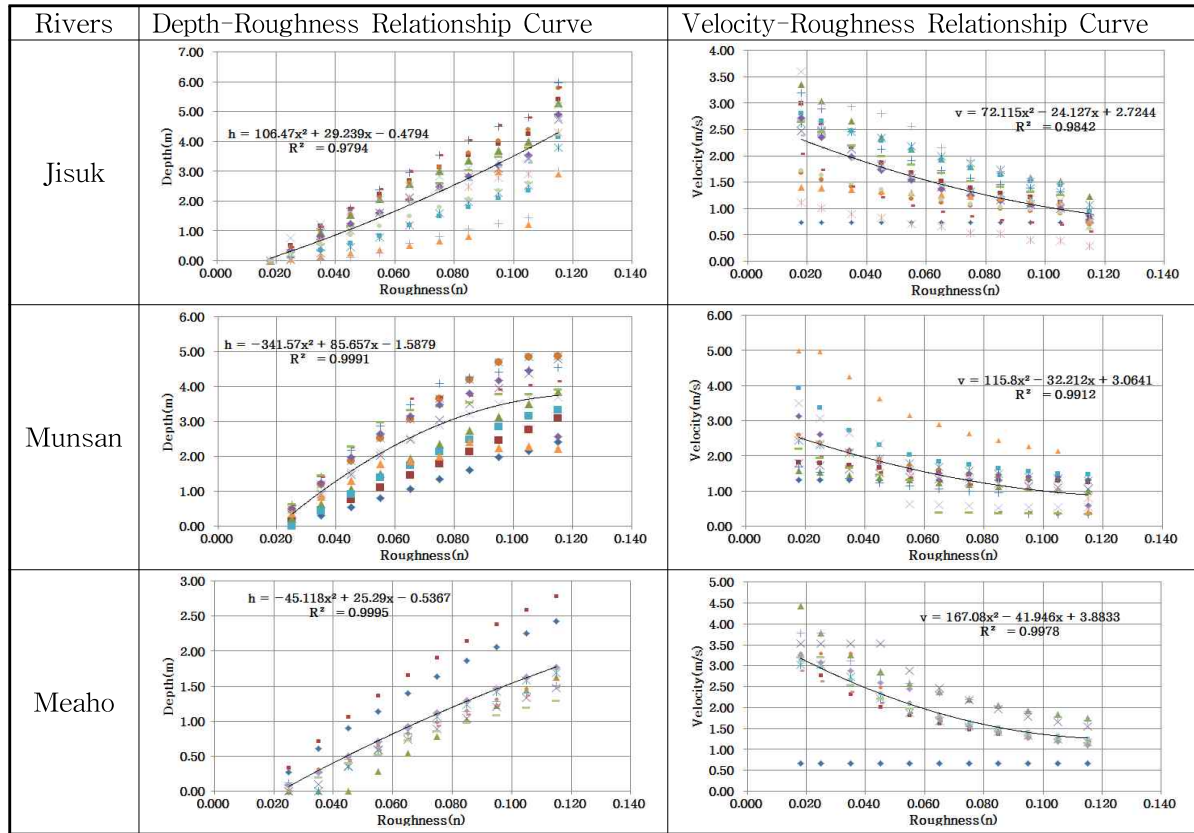 Rivers
Depth-Roughness Relationship Curve
Velocity-Roughness Relationship Curve
Jisuk
7.00
6.00
5.00
4.00
3.00
2.00
1.00
0.00
Depth(m)
h = 106.47x² + 29.239x - 0.4794
R² = 0.9794
0.000 0.020 0.040 0.060 0.080 0.100 0.120 0.140
Roughness(n)
4.00
3.50
3.00
2.50
2.00
1.50
1.00
0.50
0.00
Velocity(m/s)
v = 72.115x² - 24.127x + 2.7244
R² = 0.9842
0.000 0.020 0.040 0.060 0.080 0.100 0.120 0.140
Roughness(n)
Munsan
6.00
5.00
4.00
3.00
2.00
1.00
0.00
Depth(m)
h = -341.57x² + 85.657x - 1.5879
R² = 0.9991
0.000 0.020 0.040 0.060 0.080 0.100 0.120 0.140
Roughness(n)
6.00
5.00
4.00
3.00
2.00
1.00
0.00
Velocity(m/s)
v = 115.8x² - 32.212x + 3.0641
R² = 0.9912
0.000 0.020 0.040 0.060 0.080 0.100 0.120 0.140
Roughness(n)
Meaho
3.00
2.50
2.00
1.50
1.00
0.50
0.00
Depth(m)
h = -45.118x² + 25.29x - 0.5367
R² = 0.9995
0.000 0.020 0.040 0.060 0.080 0.100 0.120 0.140
Roughness(n)
5.00
4.50
4.00
3.50
3.00
2.50
2.00
1.50
1.00
0.50
0.00
Velocity(m/s)
v = 167.08x² - 41.946x + 3.8833
R² = 0.9978
0.000 0.020 0.040 0.060 0.080 0.100 0.120 0.140
Roughness(n)